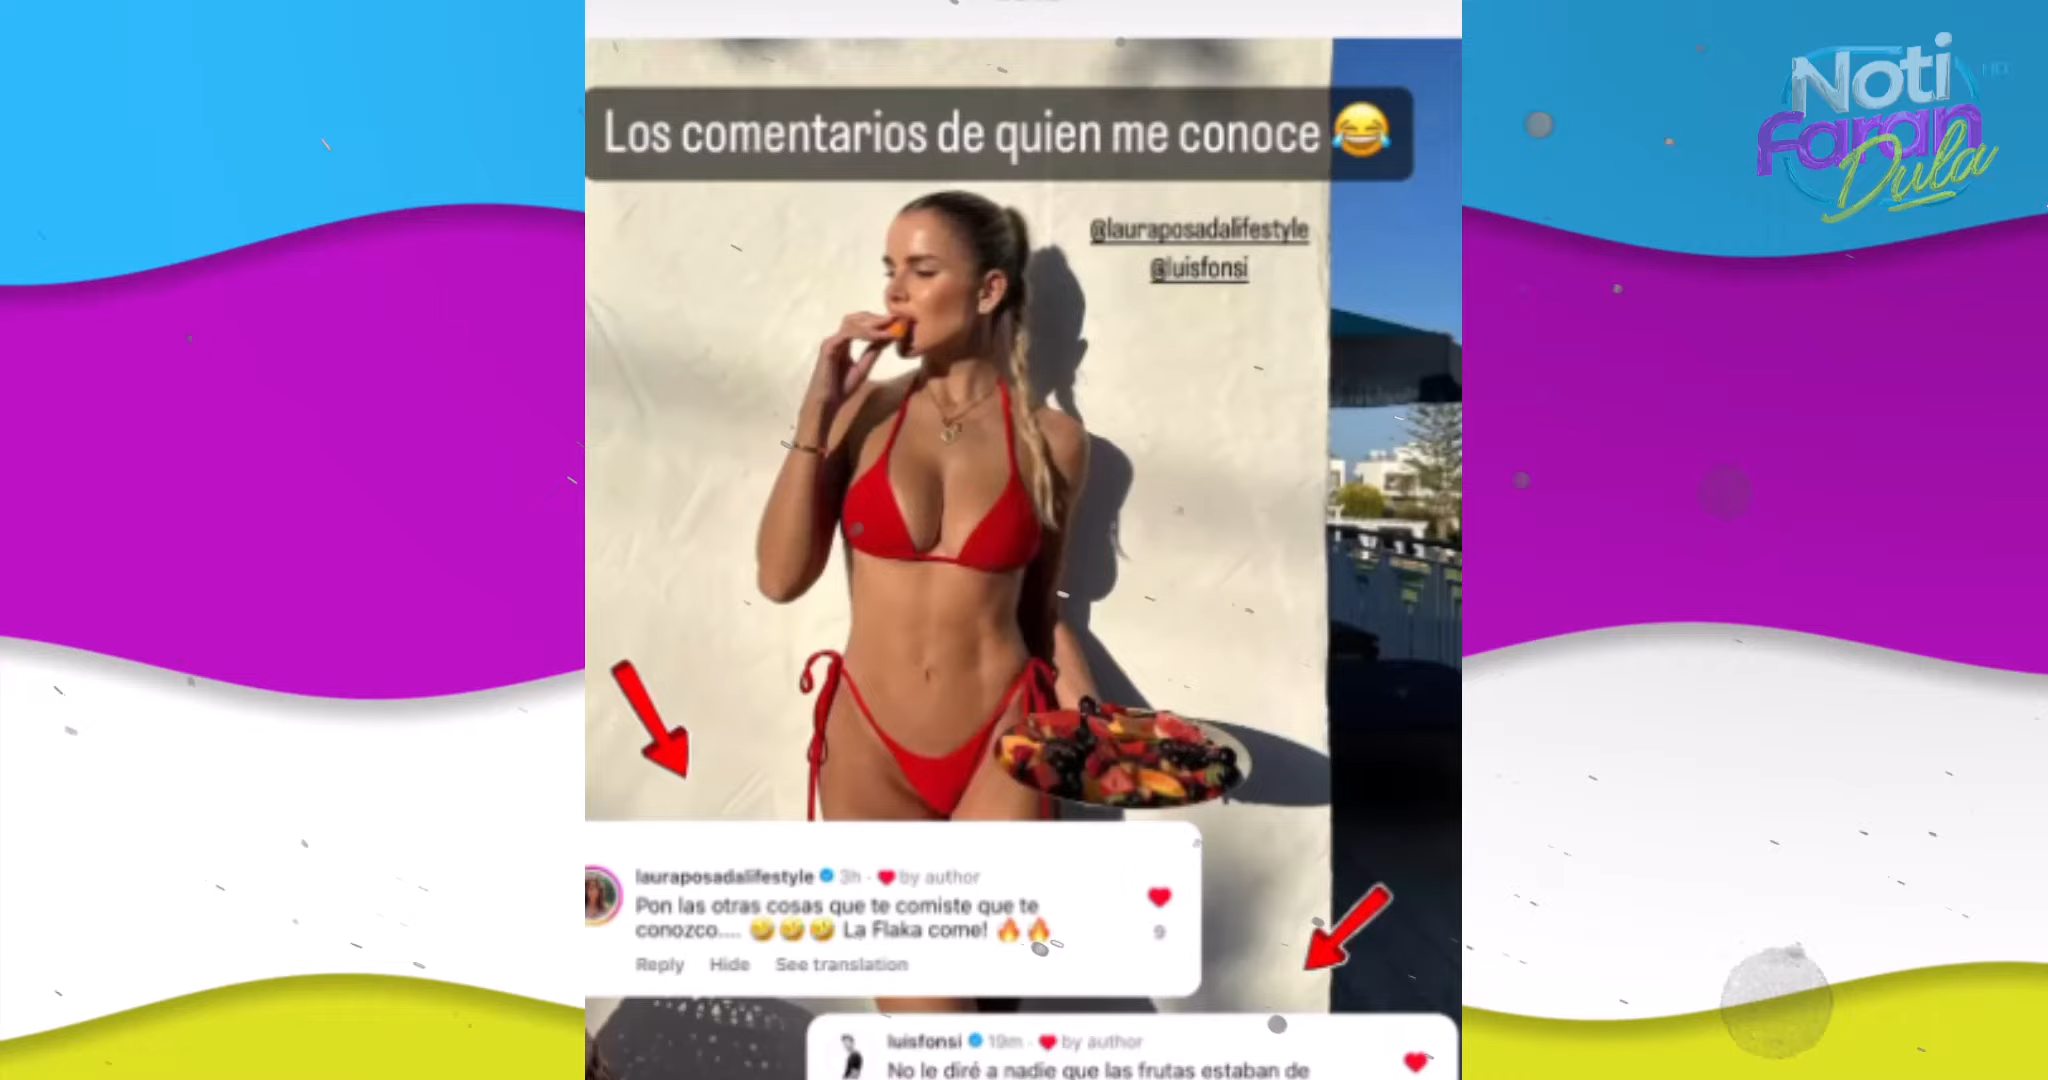 Noti
Faran
Dula
Los comentarios de quien me conoce 😂
@lauraposadalifestyle
@luisfonsi
lauraposadalifestyle 3h · ❤️ by author
Pon las otras cosas que te comiste que te
conozco.... 🤣🤣🤣 La Flaka come! 🔥🔥
9
Reply Hide See translation
luisfonsi 19m · ❤️ by author
No le diré a nadie que las frutas estaban de